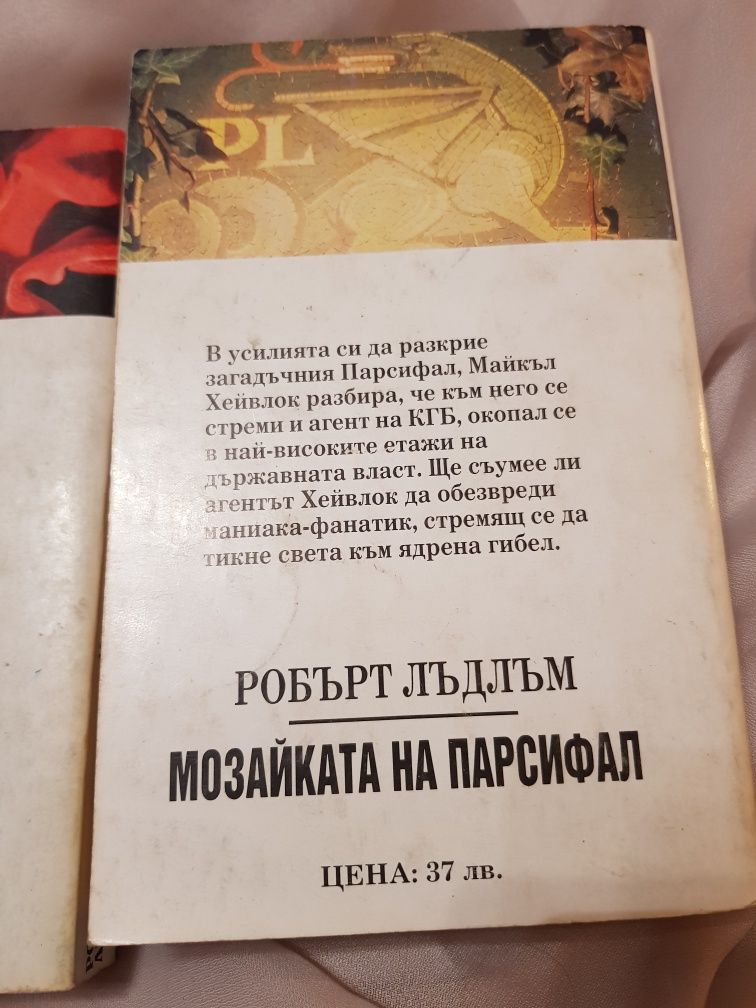 PL
В усилията си да разкрие
загадъчния Парсифал, Майкъл
Хейвлок разбира, че към него се
стреми и агент на КГБ, окопал се
в най-високите етажи на
държавната власт. Ще съумее ли
агентът Хейвлок да обезвреди
маниака-фанатик, стремящ се да
тикне света към ядрена гибел.
РОБЪРТ ЛЪДЛЪМ
МОЗАЙКАТА НА ПАРСИФАЛ
ЦЕНА: 37 лв.